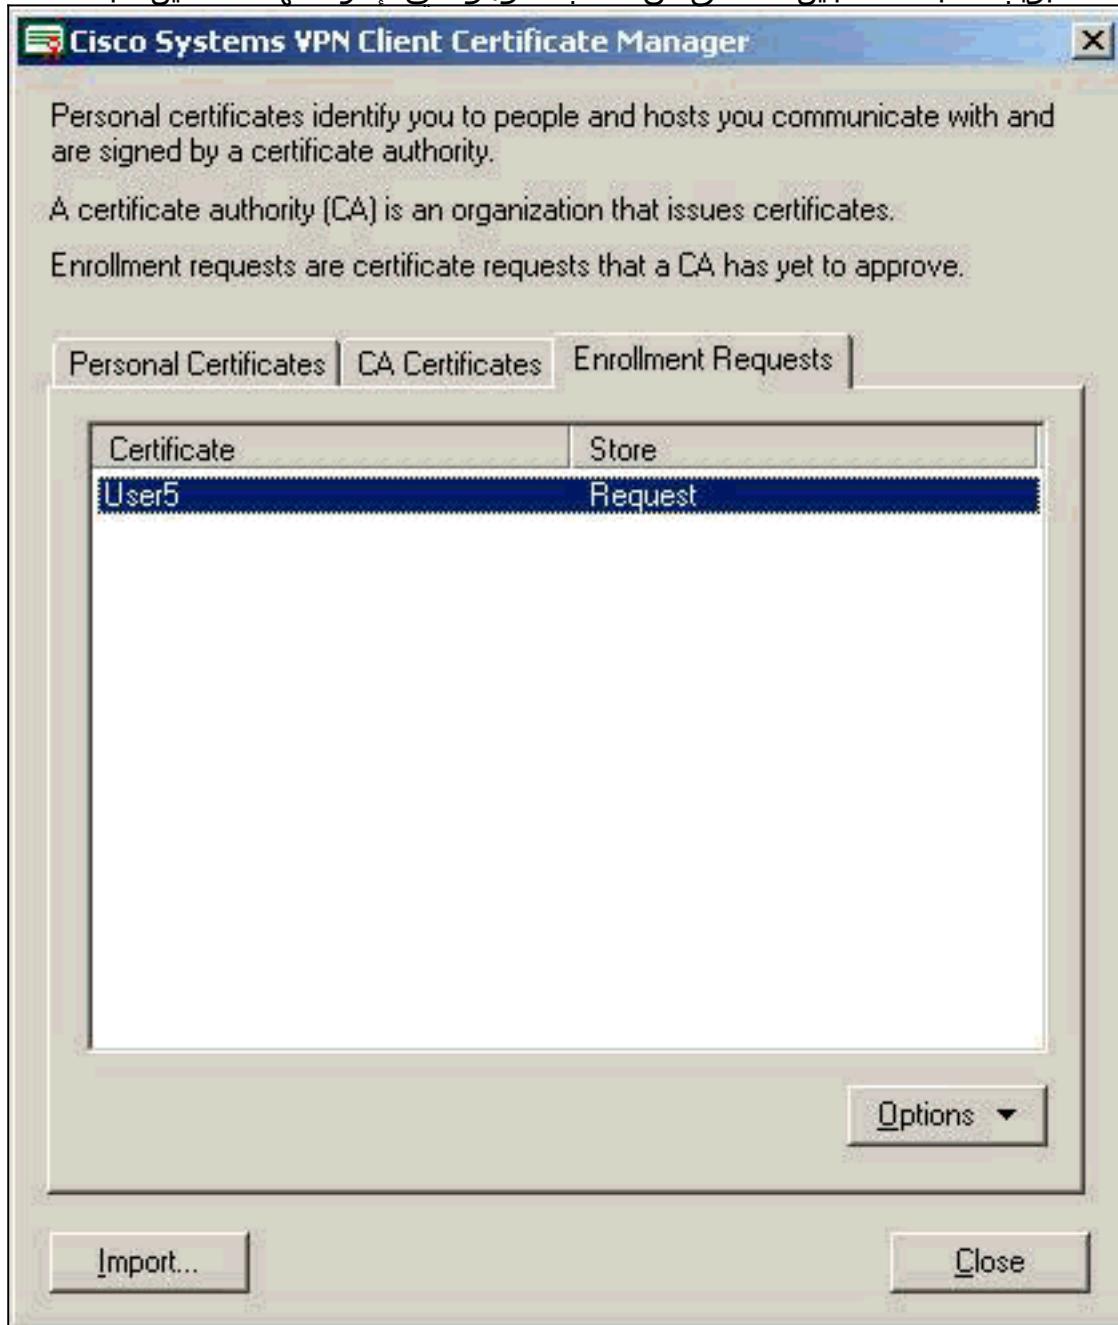 Cisco Systems VPN Client Certificate Manager
Personal certificates identify you to people and hosts you communicate with and
are signed by a certificate authority.
A certificate authority (CA) is an organization that issues certificates.
Enrollment requests are certificate requests that a CA has yet to approve.
Personal Certificates
CA Certificates
Enrollment Requests
Certificate Store
User5 Request
Options
Import...
Close